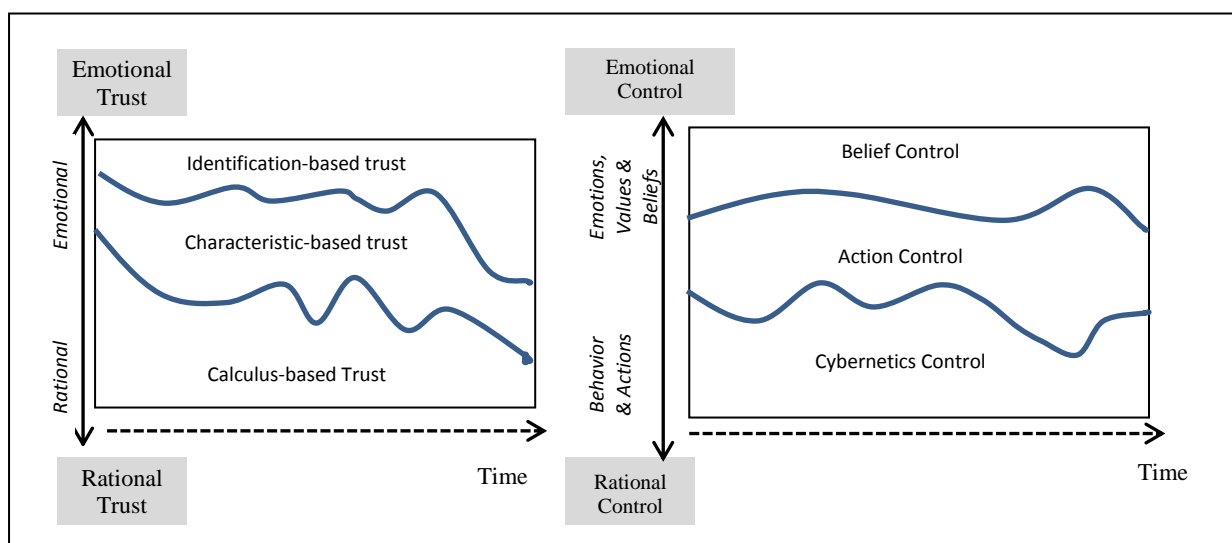 Emotional
Trust
Emotional
Rational
Identification-based trust
Characteristic-based trust
Calculus-based Trust
Rational
Trust
Time
Emotional
Control
Emotions,
Values &
Beliefs
Behavior
& Actions
Belief Control
Action Control
Cybernetics Control
Rational
Control
Time